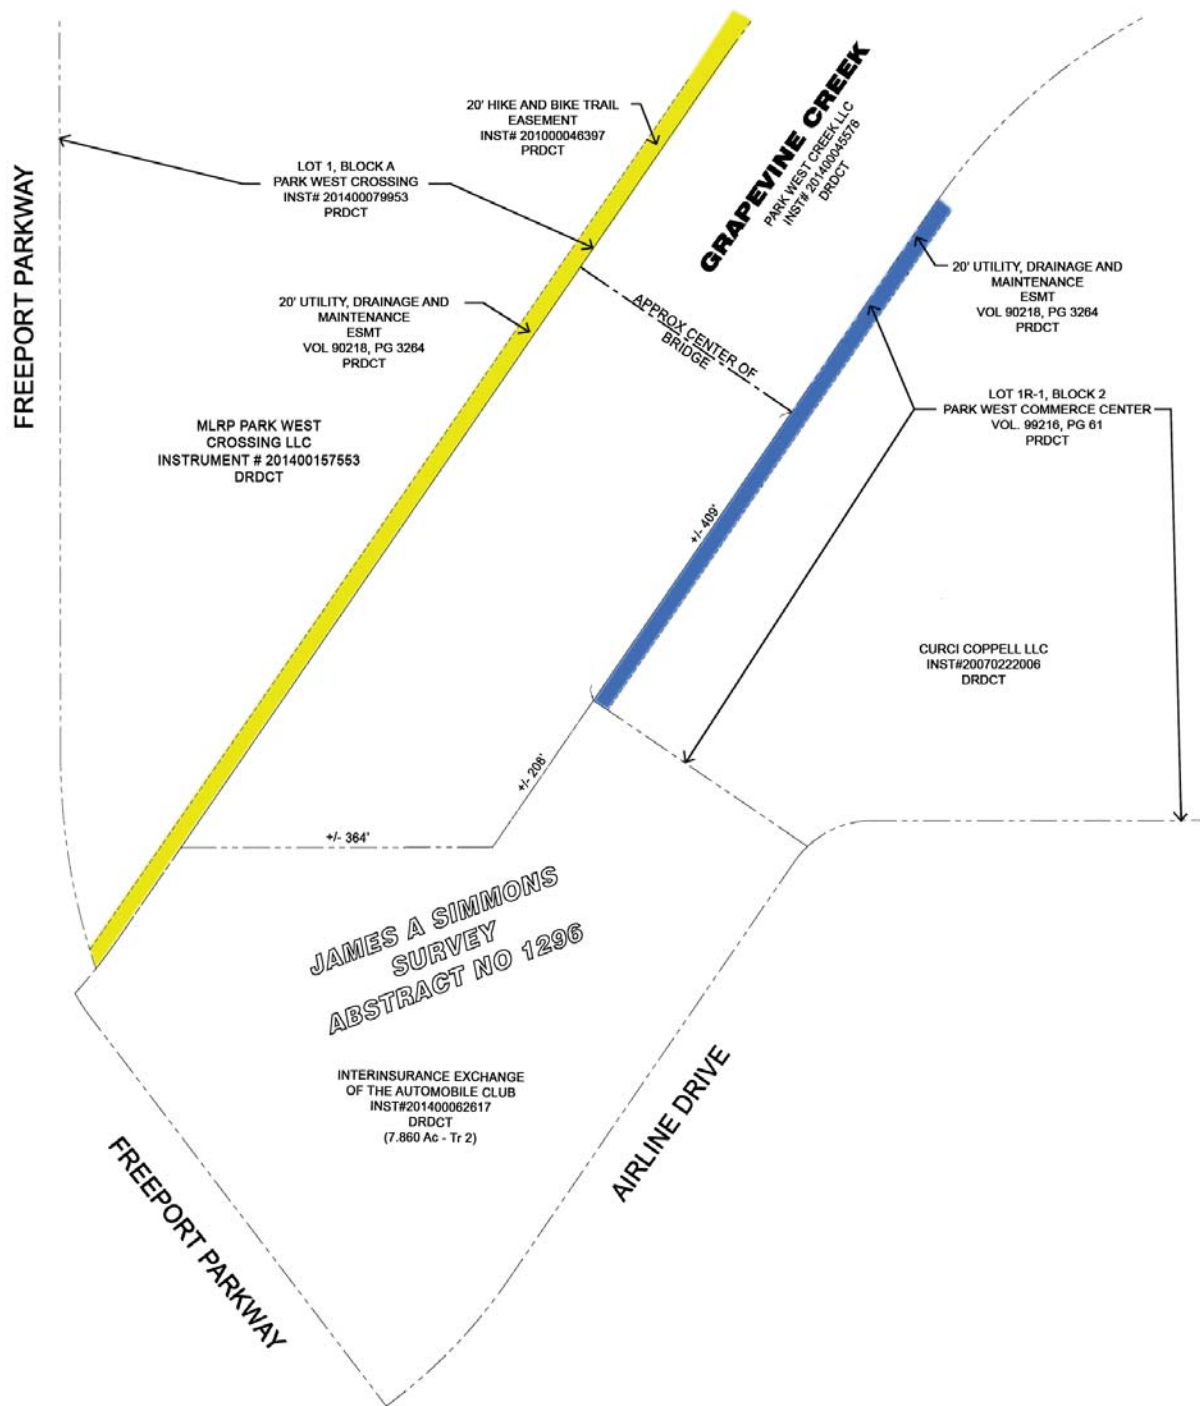 20' HIKE AND BIKE TRAIL
EASEMENT
INST# 201000046397
PRDCT
GRAPEVINE CREEK
PARK WEST CREEK LLC
INST# 201400045576
DRDCT
LOT 1, BLOCK A
PARK WEST CROSSING
INST# 201400079953
PRDCT
FREEPORT PARKWAY
20' UTILITY, DRAINAGE AND
MAINTENANCE
ESMT
VOL 90218, PG 3264
PRDCT
20' UTILITY, DRAINAGE AND
MAINTENANCE
ESMT
VOL 90218, PG 3264
PRDCT
APPROX CENTER OF
BRIDGE
LOT 1R-1, BLOCK 2
PARK WEST COMMERCE CENTER
VOL. 99216, PG 61
PRDCT
MLRP PARK WEST
CROSSING LLC
INSTRUMENT # 201400157553
DRDCT
+/- 409'
CURCI COPPELL LLC
INST#20070222006
DRDCT
+/- 208'
+/- 364'
JAMES A SIMMONS
SURVEY
ABSTRACT NO 1296
INTERINSURANCE EXCHANGE
OF THE AUTOMOBILE CLUB
INST#201400062617
DRDCT
(7.860 Ac - Tr 2)
AIRLINE DRIVE
FREEPORT PARKWAY